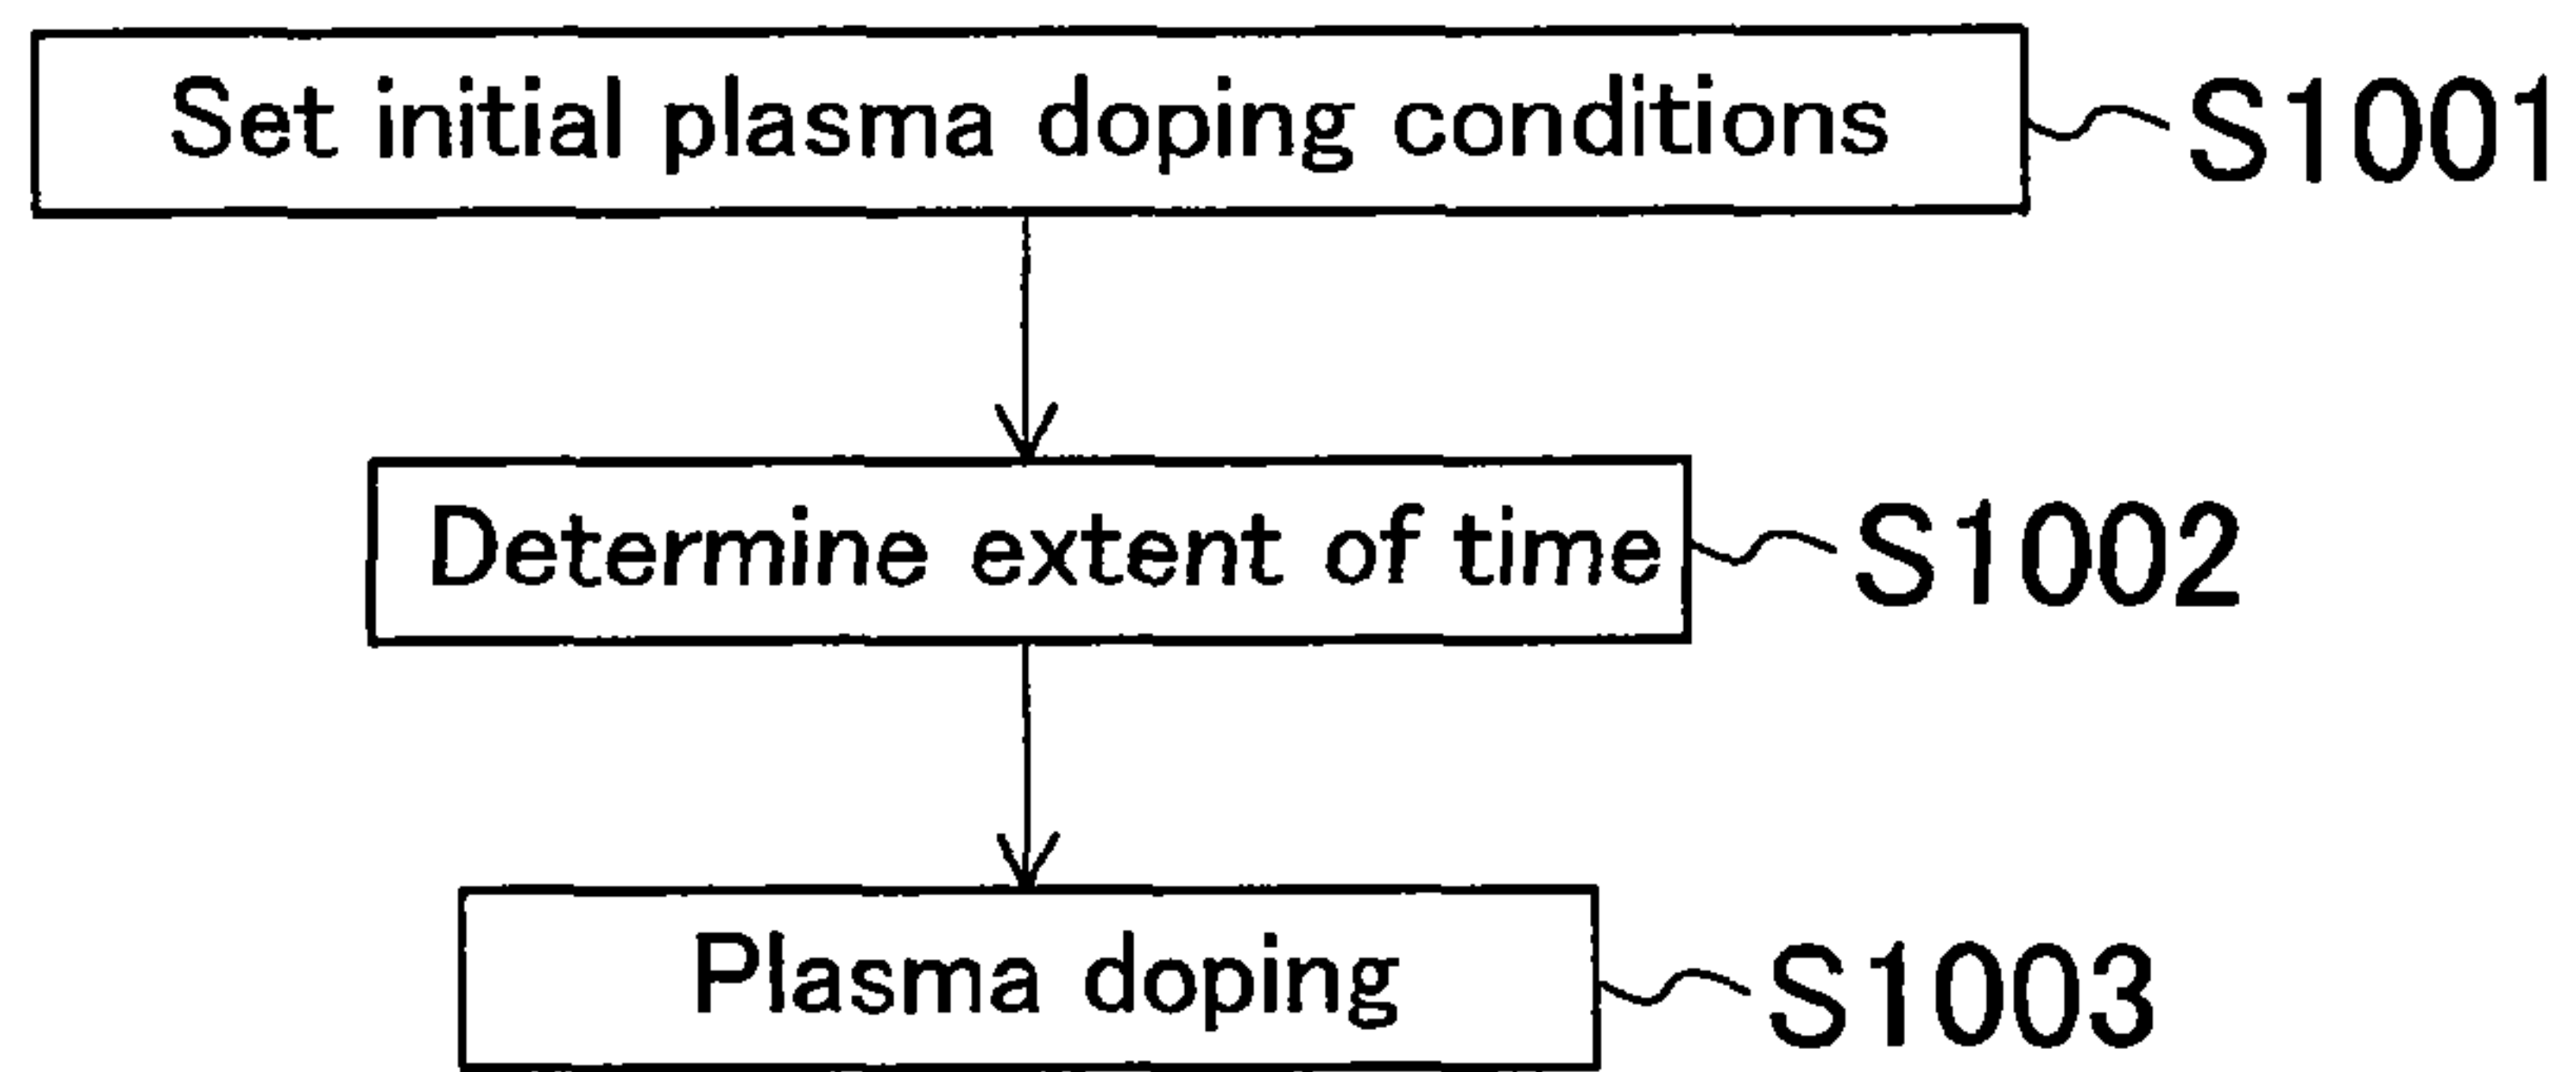 Set initial plasma doping conditions S1001
Determine extent of time S1002
Plasma doping S1003